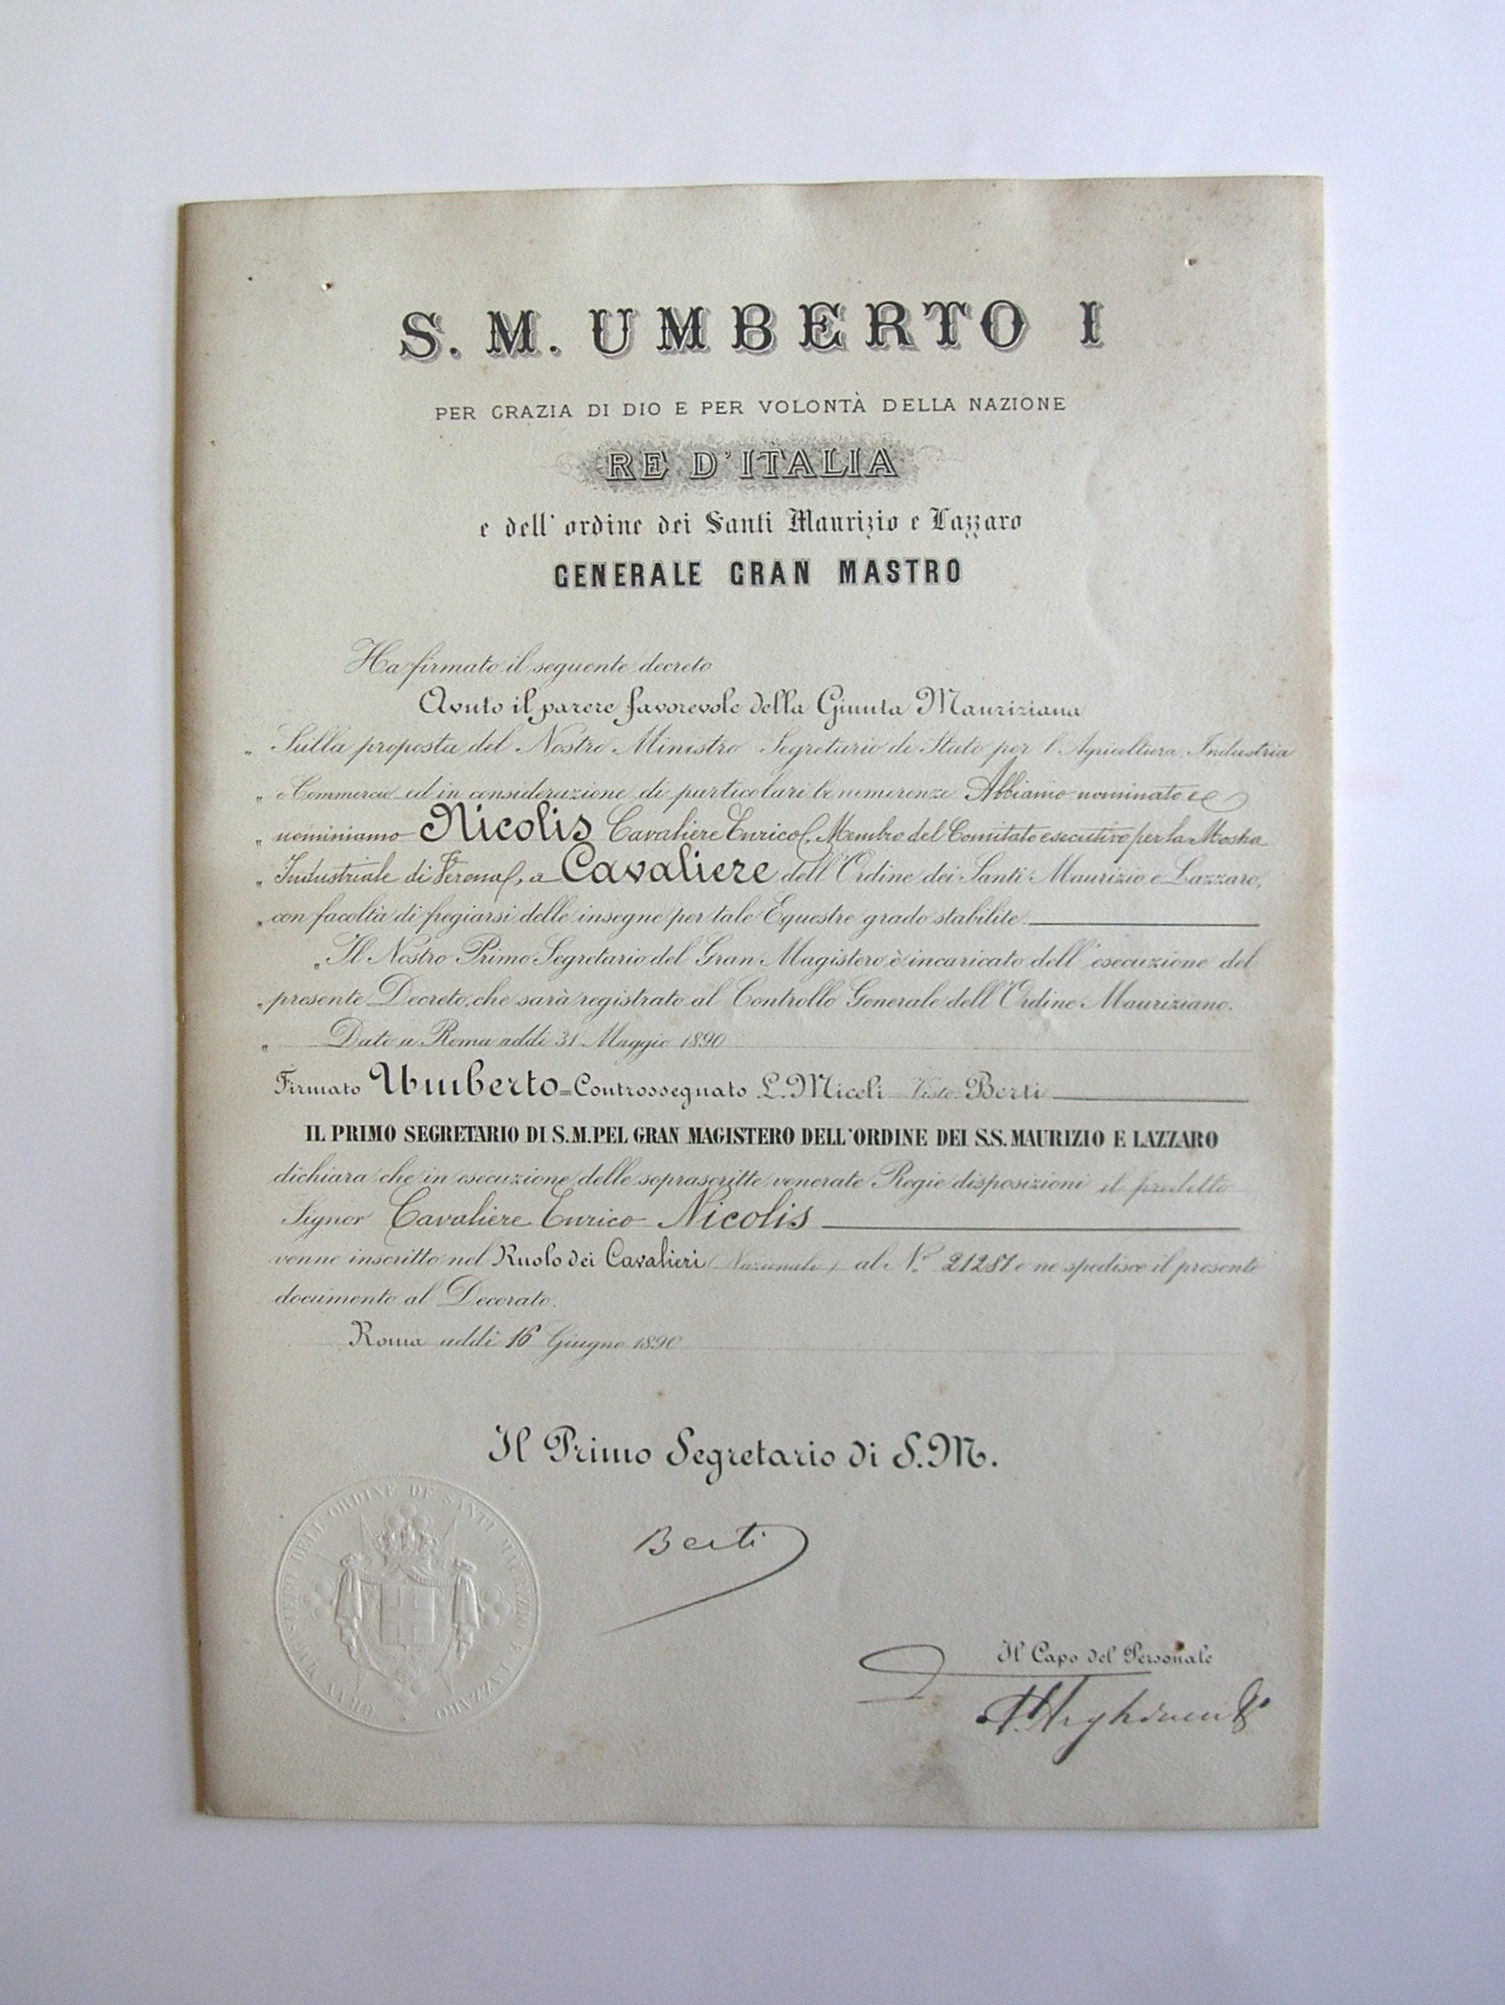 S. M. UMBERTO I
PER GRAZIA DI DIO E PER VOLONTÀ DELLA NAZIONE
RE D'ITALIA
e dell' ordine dei Santi Maurizio e Lazzaro
GENERALE GRAN MASTRO
Ha firmato il seguente decreto
Avuto il parere favorevole della Giunta Mauriziana
„ Sulla proposta del Nostro Ministro Segretario di Stato per l'Agricoltura, Industria
„ e Commercio ed in considerazione di particolari benemerenze Abbiamo nominato e
„ nominiamo Nicolis Cavaliere Enrico (, Membro del Comitato esecutivo per la Mostra
„ Industriale di Verona (, a Cavaliere dell'Ordine dei Santi Maurizio e Lazzaro,
„ con facoltà di fregiarsi delle insegne per tale Equestre grado stabilite.
„ Il Nostro Primo Segretario del Gran Magistero è incaricato dell' esecuzione del
„ presente Decreto, che sarà registrato al Controllo Generale dell'Ordine Mauriziano.
„ Dato a Roma addì 31 Maggio 1890
Firmato Umberto = Controssegnato L. Miceli Visto: Berti
IL PRIMO SEGRETARIO DI S.M. PEL GRAN MAGISTERO DELL'ORDINE DEI S.S. MAURIZIO E LAZZARO
dichiara che in esecuzione delle soprascritte venerate Regie disposizioni il predetto
Signor Cavaliere Enrico Nicolis
venne inscritto nel Ruolo dei Cavalieri (Nazionale) al N.º 21281 e ne spedisce il presente
documento al Decorato.
Roma addì 16 Giugno 1890
Il Primo Segretario di S.M.
Berti
GRAN MAGISTERO DELL'ORDINE DE' SANTI MAURIZIO E LAZZARO
Il Capo del Personale